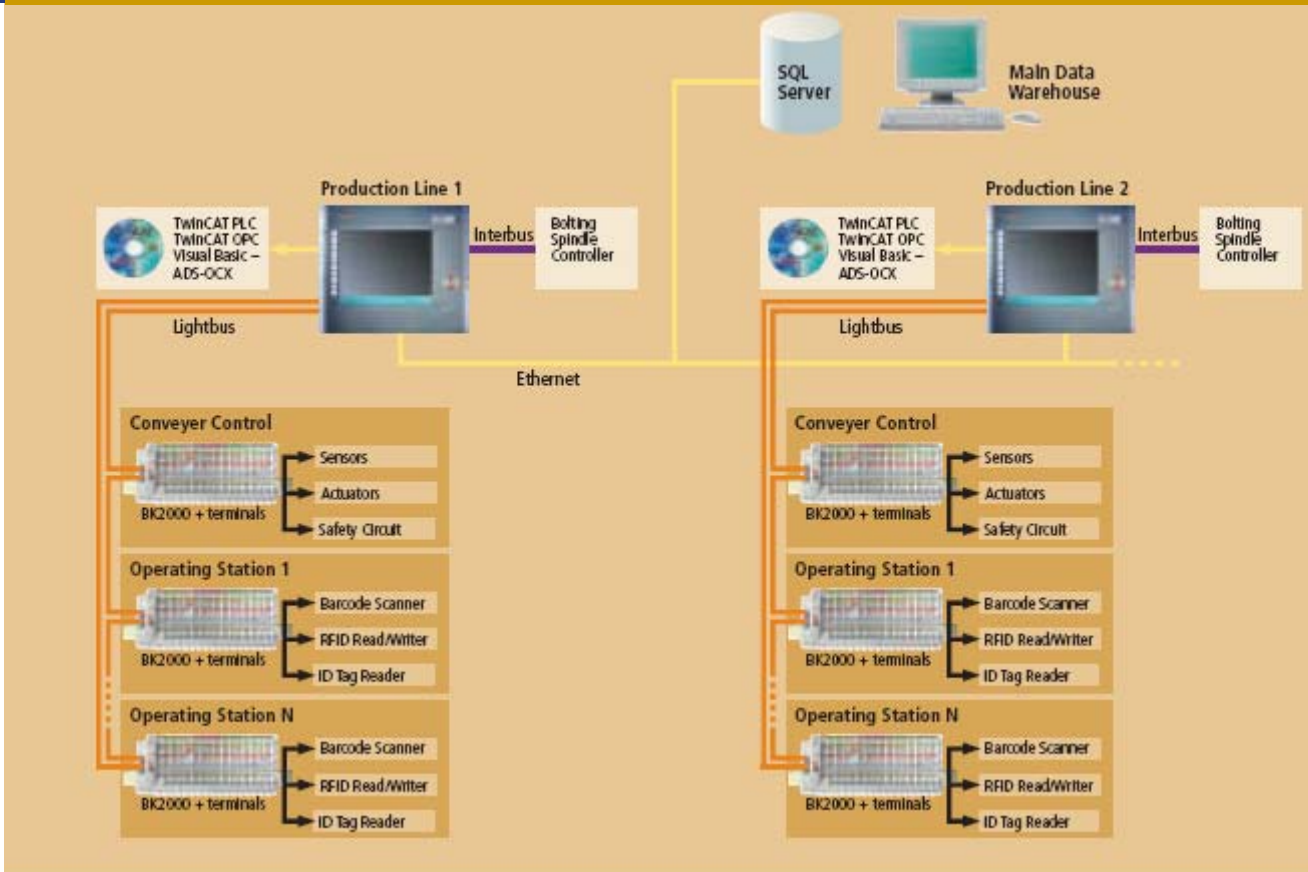 SQL
Server
Main Data
Warehouse
Production Line 1
TwinCAT PLC
TwinCAT OPC
Visual Basic –
ADS-OCX
Interbus
Bolting
Spindle
Controller
Lightbus
Production Line 2
TwinCAT PLC
TwinCAT OPC
Visual Basic –
ADS-OCX
Interbus
Bolting
Spindle
Controller
Lightbus
Ethernet
Conveyer Control
Sensors
Actuators
Safety Circuit
BK2000 + terminals
Operating Station 1
Barcode Scanner
RFID Read/Writer
ID Tag Reader
BK2000 + terminals
Operating Station N
Barcode Scanner
RFID Read/Writer
ID Tag Reader
BK2000 + terminals
Conveyer Control
Sensors
Actuators
Safety Circuit
BK2000 + terminals
Operating Station 1
Barcode Scanner
RFID Read/Writer
ID Tag Reader
BK2000 + terminals
Operating Station N
Barcode Scanner
RFID Read/Writer
ID Tag Reader
BK2000 + terminals